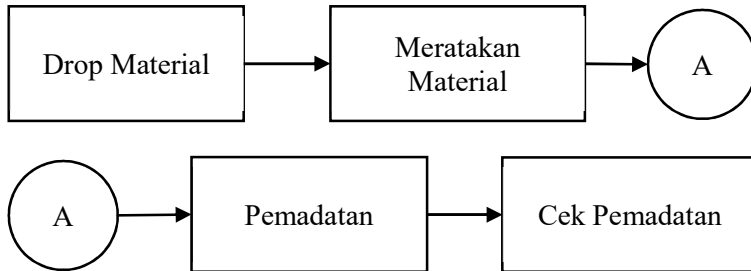 Drop Material
Meratakan
Material
A
A
Pemadatan
Cek Pemadatan